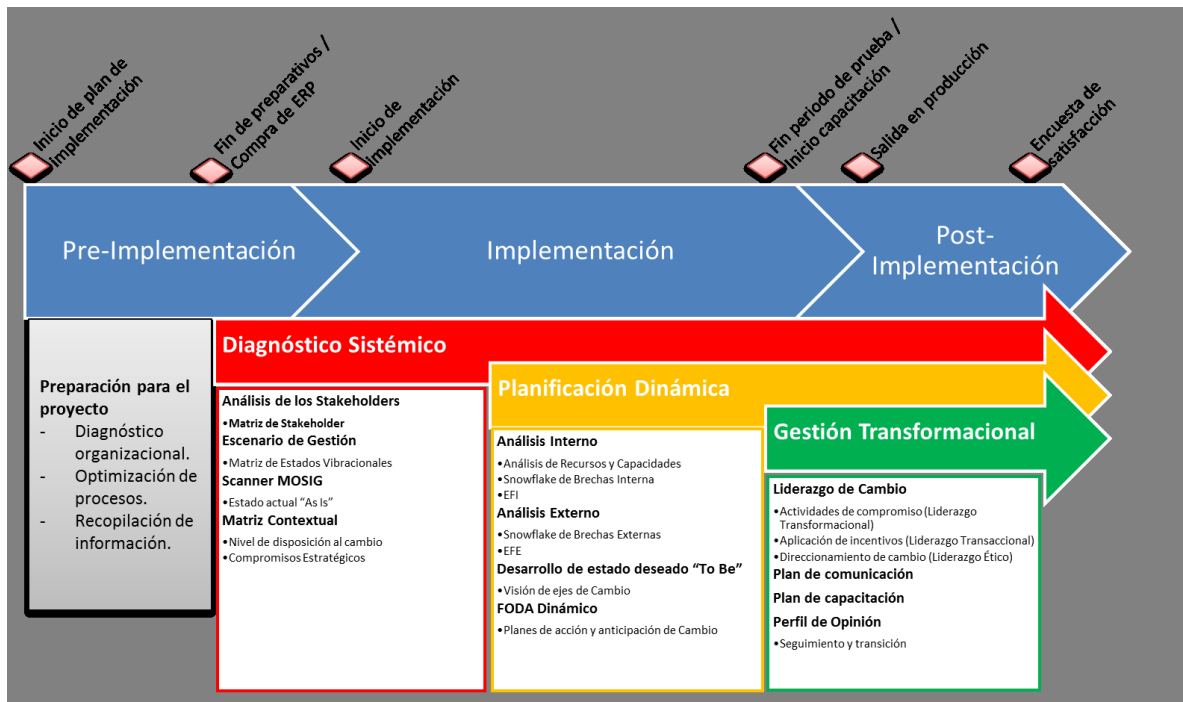 Inicio de plan de
implementación
Fin de preparativos /
Compra de ERP
Inicio de
implementación
Fin periodo de prueba /
Inicio capacitación
Salida en producción
Encuesta de
satisfacción
Pre-Implementación
Implementación
Post-
Implementación
Preparación para el
proyecto
- Diagnóstico
organizacional.
- Optimización de
procesos.
- Recopilación de
información.
Diagnóstico Sistémico
Análisis de los Stakeholders
•Matriz de Stakeholder
Escenario de Gestión
•Matriz de Estados Vibracionales
Scanner MOSIG
•Estado actual “As Is”
Matriz Contextual
•Nivel de disposición al cambio
•Compromisos Estratégicos
Planificación Dinámica
Análisis Interno
•Análisis de Recursos y Capacidades
•Snowflake de Brechas Interna
•EFI
Análisis Externo
•Snowflake de Brechas Externas
•EFE
Desarrollo de estado deseado “To Be”
•Visión de ejes de Cambio
FODA Dinámico
•Planes de acción y anticipación de Cambio
Gestión Transformacional
Liderazgo de Cambio
•Actividades de compromiso (Liderazgo
Transformacional)
•Aplicación de incentivos (Liderazgo Transaccional)
•Direccionamiento de cambio (Liderazgo Ético)
Plan de comunicación
Plan de capacitación
Perfil de Opinión
•Seguimiento y transición